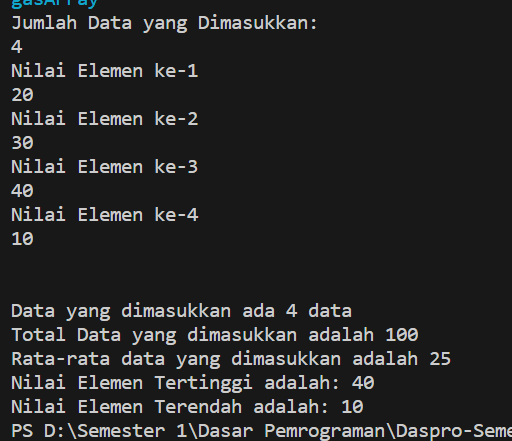 gasArray
Jumlah Data yang Dimasukkan:
4
Nilai Elemen ke-1
20
Nilai Elemen ke-2
30
Nilai Elemen ke-3
40
Nilai Elemen ke-4
10
Data yang dimasukkan ada 4 data
Total Data yang dimasukkan adalah 100
Rata-rata data yang dimasukkan adalah 25
Nilai Elemen Tertinggi adalah: 40
Nilai Elemen Terendah adalah: 10
PS D:\Semester 1\Dasar Pemrograman\Daspro-Seme